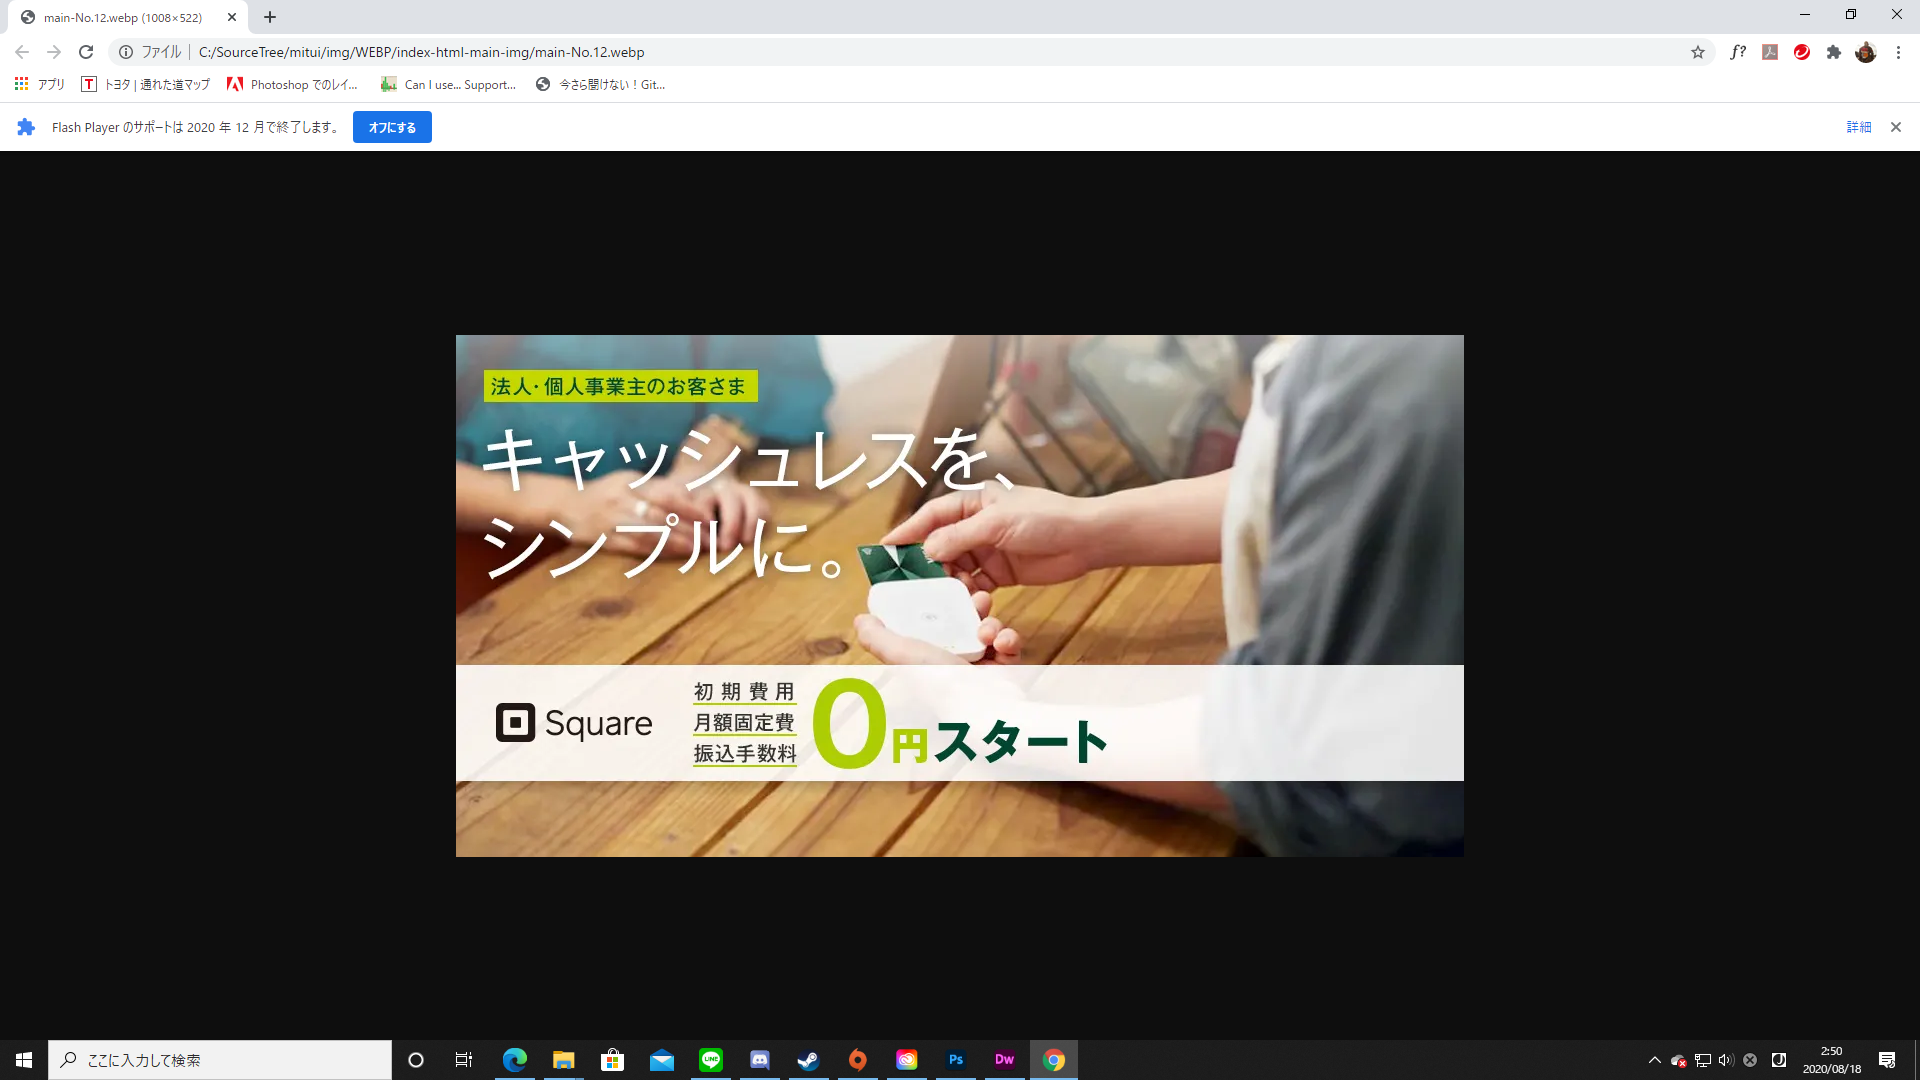 main-No.12.webp (1008×522)
ファイル
C:/SourceTree/mitui/img/WEBP/index-html-main-img/main-No.12.webp
f?
アプリ
T トヨタ | 通れた道マップ
Photoshop でのレイ...
Can I use... Support...
今さら聞けない！Git...
Flash Player のサポートは 2020 年 12 月で終了します。
オフにする
詳細
法人・個人事業主のお客さま
キャッシュレスを、
シンプルに。
Square
初期費用
月額固定費
振込手数料
0円スタート
ここに入力して検索
LINE
Ps
Dw
2:50
2020/08/18